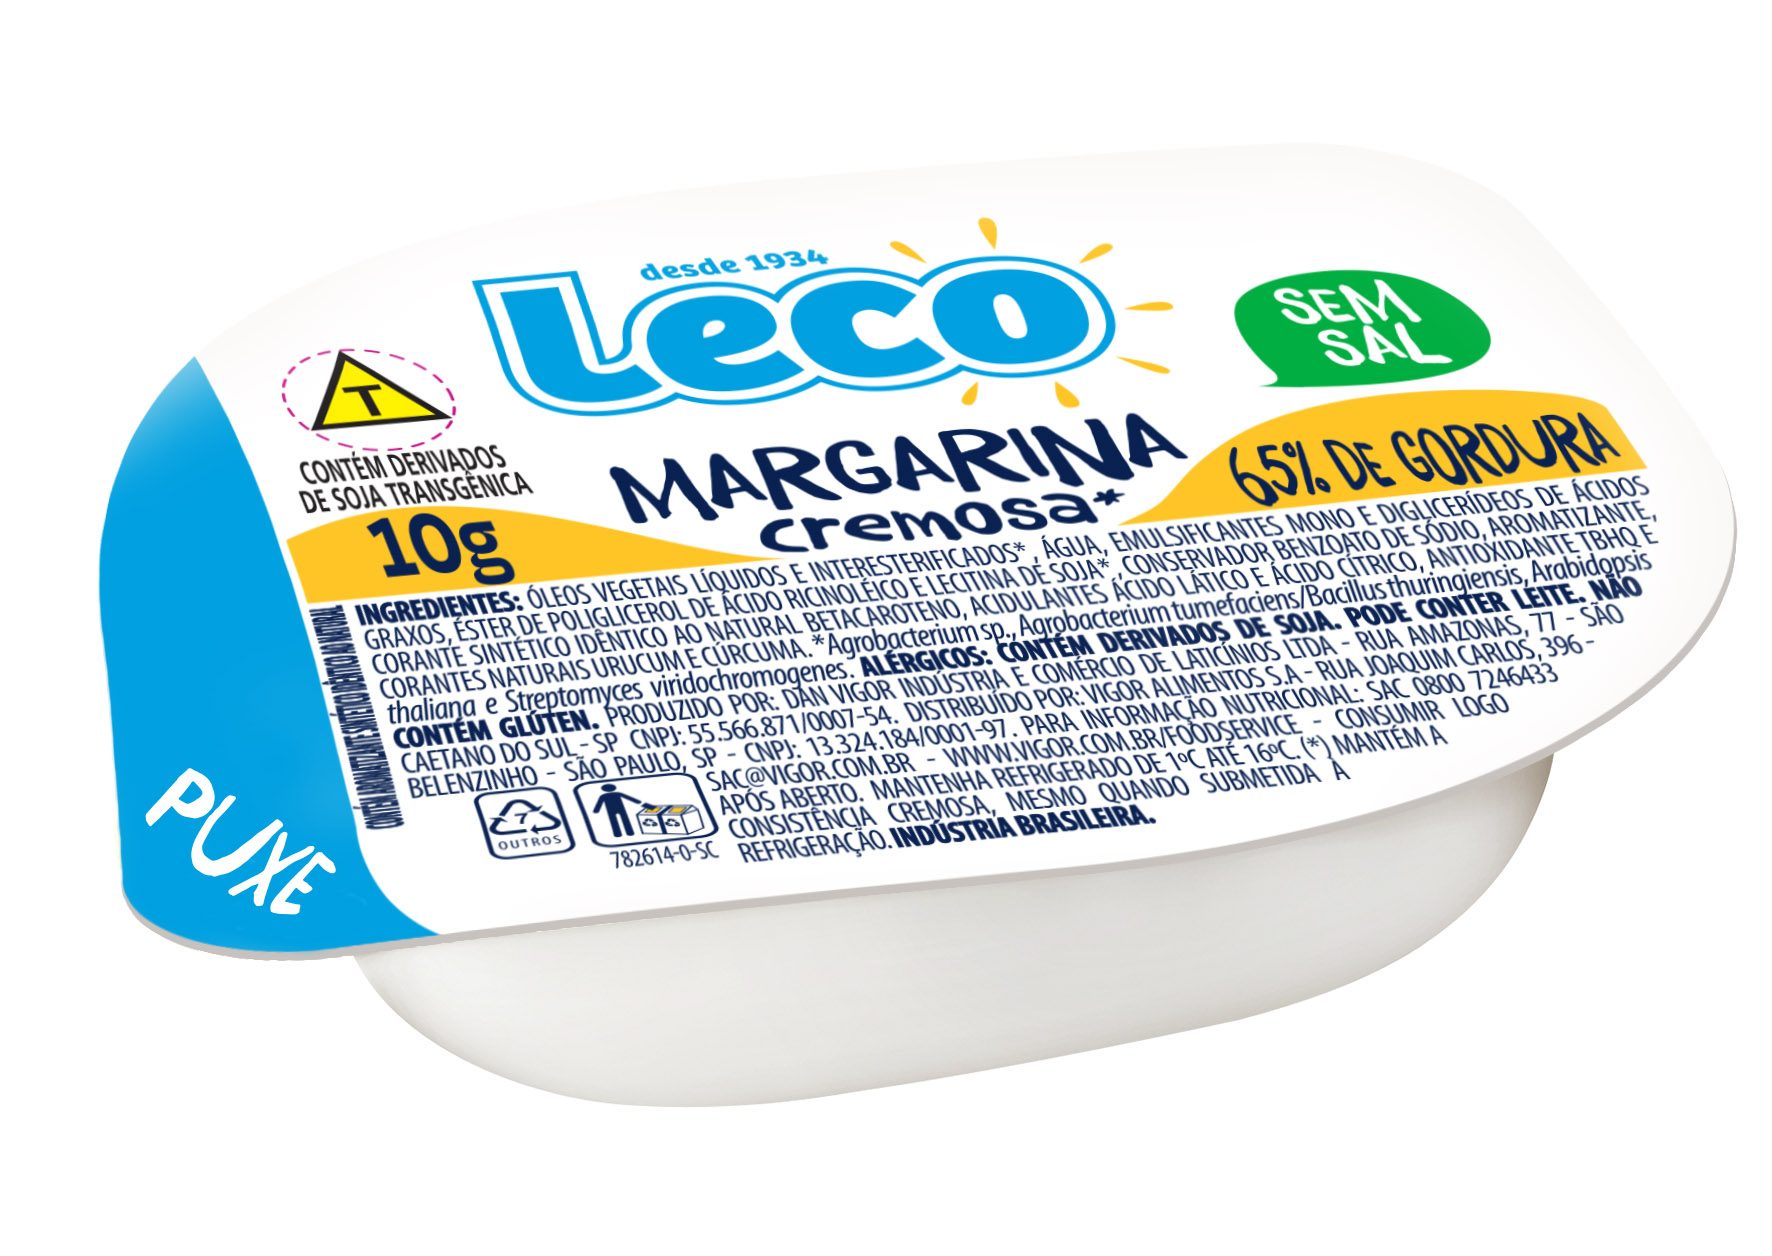 desde 1934
Leco
SEM
SAL
T
CONTÉM DERIVADOS
DE SOJA TRANSGÊNICA
MARGARINA
cremosa*
65% DE GORDURA
10g
CONTÉM AROMATIZANTE SINTÉTICO IDÊNTICO AO NATURAL
INGREDIENTES: ÓLEOS VEGETAIS LÍQUIDOS E INTERESTERIFICADOS*, ÁGUA, EMULSIFICANTES MONO E DIGLICERÍDEOS DE ÁCIDOS
GRAXOS, ÉSTER DE POLIGLICEROL DE ÁCIDO RICINOLÉICO E LECITINA DE SOJA*, CONSERVADOR BENZOATO DE SÓDIO, AROMATIZANTE,
CORANTE SINTÉTICO IDÊNTICO AO NATURAL BETACAROTENO, ACIDULANTES ÁCIDO LÁTICO E ÁCIDO CÍTRICO, ANTIOXIDANTE TBHQ E
CORANTES NATURAIS URUCUM E CÚRCUMA. *Agrobacterium sp., Agrobacterium tumefaciens/Bacillus thuringiensis, Arabidopsis
thaliana e Streptomyces viridochromogenes. ALÉRGICOS: CONTÉM DERIVADOS DE SOJA. PODE CONTER LEITE. NÃO
CONTÉM GLÚTEN. PRODUZIDO POR: DAN VIGOR INDÚSTRIA E COMÉRCIO DE LATICÍNIOS LTDA - RUA AMAZONAS, 77 - SÃO
CAETANO DO SUL - SP CNPJ: 55.566.871/0007-54. DISTRIBUÍDO POR: VIGOR ALIMENTOS S.A - RUA JOAQUIM CARLOS, 396 -
BELENZINHO - SÃO PAULO, SP - CNPJ: 13.324.184/0001-97. PARA INFORMAÇÃO NUTRICIONAL: SAC 0800 7246433
SAC@VIGOR.COM.BR - WWW.VIGOR.COM.BR/FOODSERVICE - CONSUMIR LOGO
APÓS ABERTO. MANTENHA REFRIGERADO DE 1ºC ATÉ 16ºC. (*) MANTÉM A
CONSISTÊNCIA CREMOSA, MESMO QUANDO SUBMETIDA À
REFRIGERAÇÃO. INDÚSTRIA BRASILEIRA.
7
OUTROS
782614-0-SC
PUXE